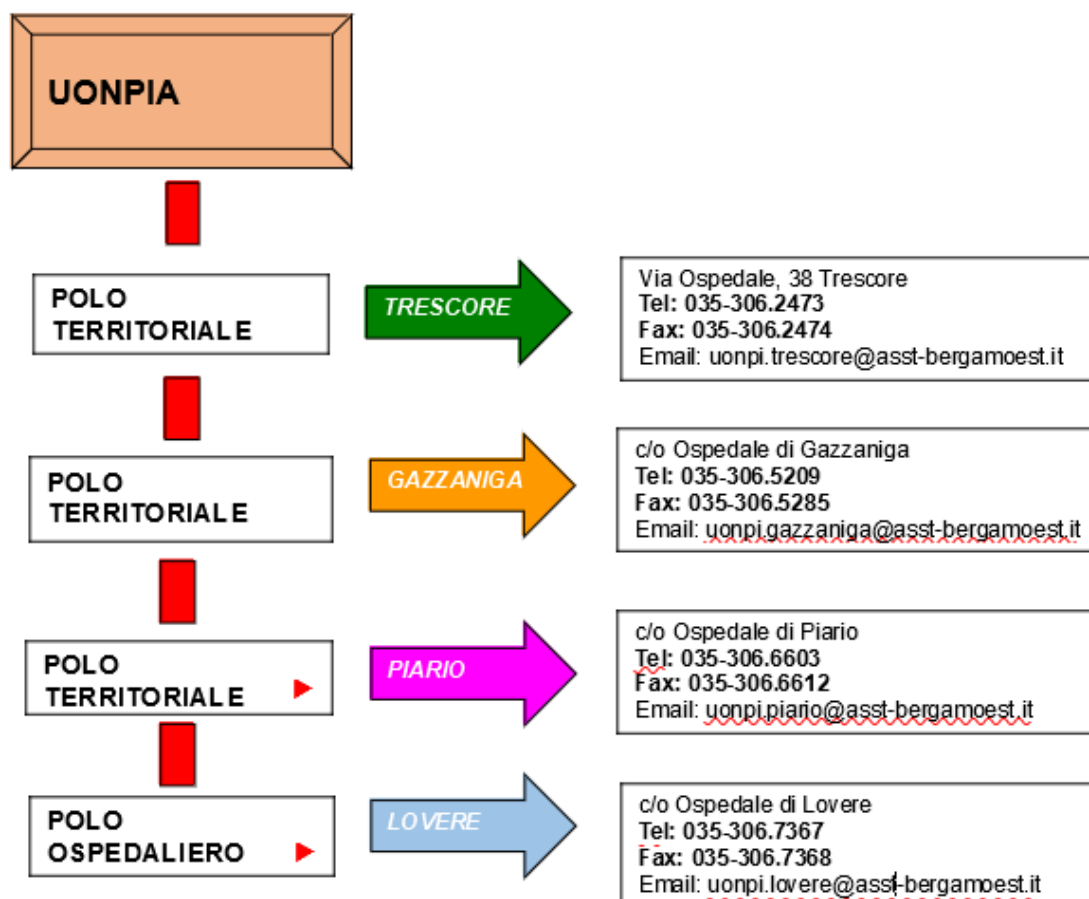 UONPIA
POLO
TERRITORIALE
TRESCORE
Via Ospedale, 38 Trescore
Tel: 035-306.2473
Fax: 035-306.2474
Email: uonpi.trescore@asst-bergamoest.it
POLO
TERRITORIALE
GAZZANIGA
c/o Ospedale di Gazzaniga
Tel: 035-306.5209
Fax: 035-306.5285
Email: uonpi.gazzaniga@asst-bergamoest.it
POLO
TERRITORIALE
PIARIO
c/o Ospedale di Piario
Tel: 035-306.6603
Fax: 035-306.6612
Email: uonpi.piario@asst-bergamoest.it
POLO
OSPEDALIERO
LOVERE
c/o Ospedale di Lovere
Tel: 035-306.7367
Fax: 035-306.7368
Email: uonpi.lovere@asst-bergamoest.it